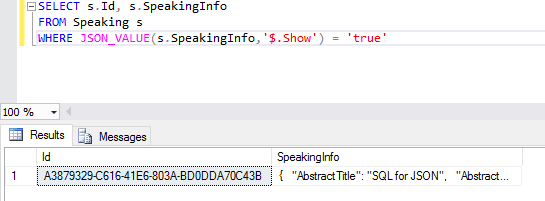 SELECT s.Id, s.SpeakingInfo
FROM Speaking s
WHERE JSON_VALUE(s.SpeakingInfo,'$.Show') = 'true'
100 %
Results Messages
Id SpeakingInfo
1 A3879329-C616-41E6-803A-BD0DDA70C43B { "AbstractTitle": "SQL for JSON", "Abstract...